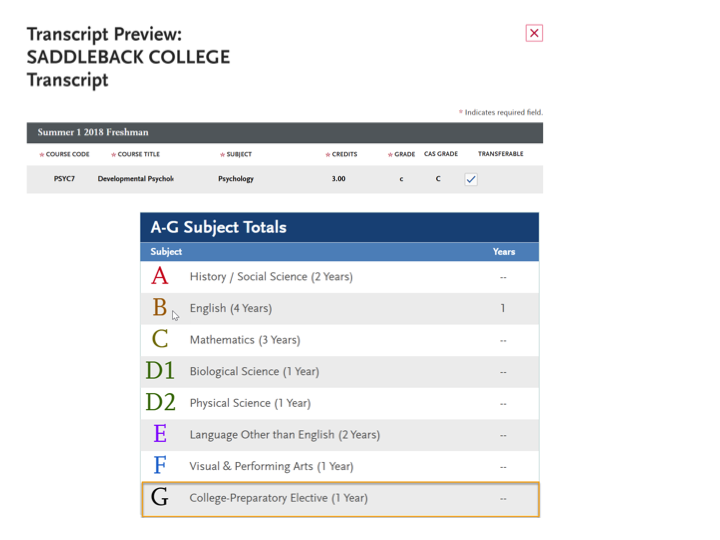 Transcript Preview:
SADDLEBACK COLLEGE
Transcript
* Indicates required field.
Summer 1 2018 Freshman
* COURSE CODE * COURSE TITLE * SUBJECT * CREDITS * GRADE CAS GRADE TRANSFERABLE
PSYC7 Developmental Psychol Psychology 3.00 c C
A-G Subject Totals
Subject Years
A History / Social Science (2 Years) --
B English (4 Years) 1
C Mathematics (3 Years) --
D1 Biological Science (1 Year) --
D2 Physical Science (1 Year) --
E Language Other than English (2 Years) --
F Visual & Performing Arts (1 Year) --
G College-Preparatory Elective (1 Year) --